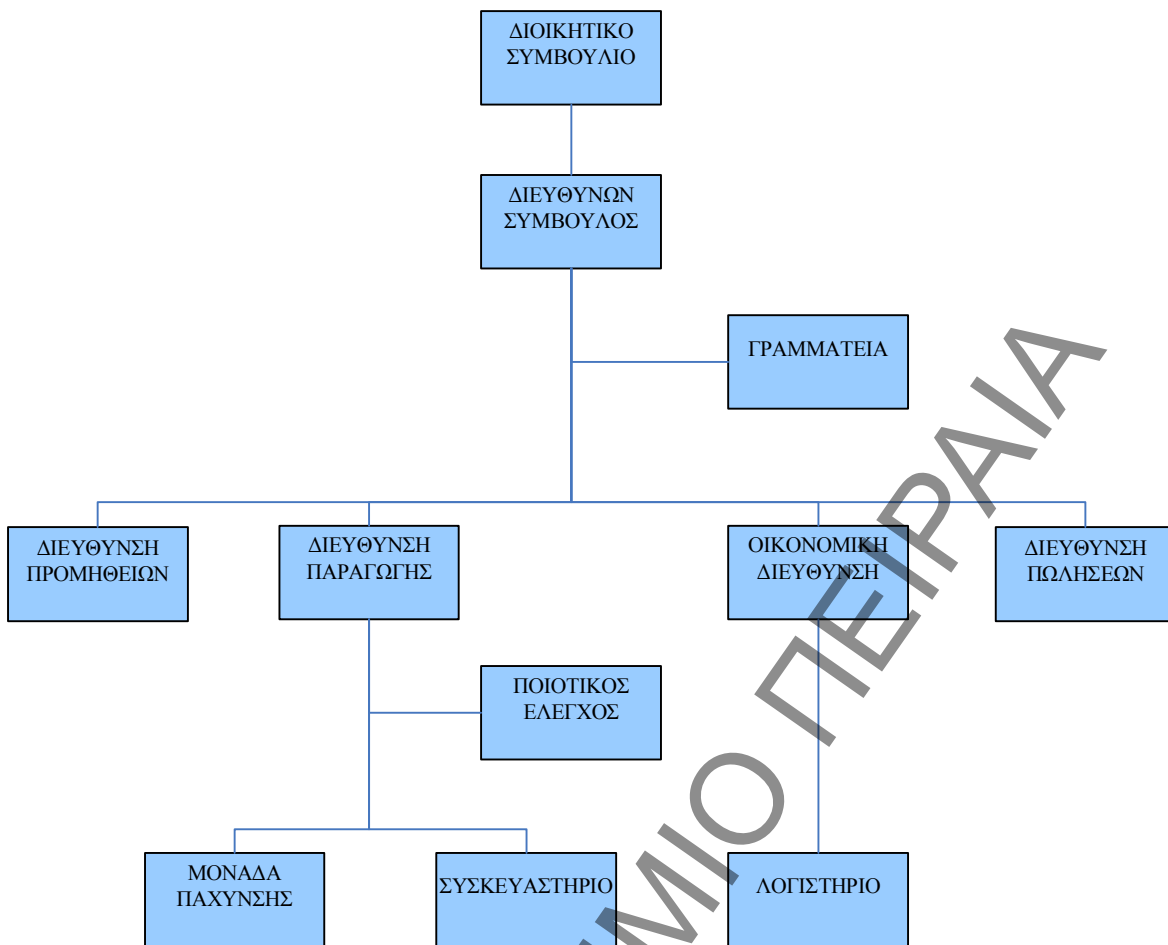 ΔΙΟΙΚΗΤΙΚΟ
ΣΥΜΒΟΥΛΙΟ
ΔΙΕΥΘΥΝΩΝ
ΣΥΜΒΟΥΛΟΣ
ΓΡΑΜΜΑΤΕΙΑ
ΔΙΕΥΘΥΝΣΗ
ΠΡΟΜΗΘΕΙΩΝ
ΔΙΕΥΘΥΝΣΗ
ΠΑΡΑΓΩΓΗΣ
ΟΙΚΟΝΟΜΙΚΗ
ΔΙΕΥΘΥΝΣΗ
ΔΙΕΥΘΥΝΣΗ
ΠΩΛΗΣΕΩΝ
ΠΟΙΟΤΙΚΟΣ
ΕΛΕΓΧΟΣ
ΜΟΝΑΔΑ
ΠΑΧΥΝΣΗΣ
ΣΥΣΚΕΥΑΣΤΗΡΙΟ
ΛΟΓΙΣΤΗΡΙΟ
ΠΕΙΡΑΙΑ